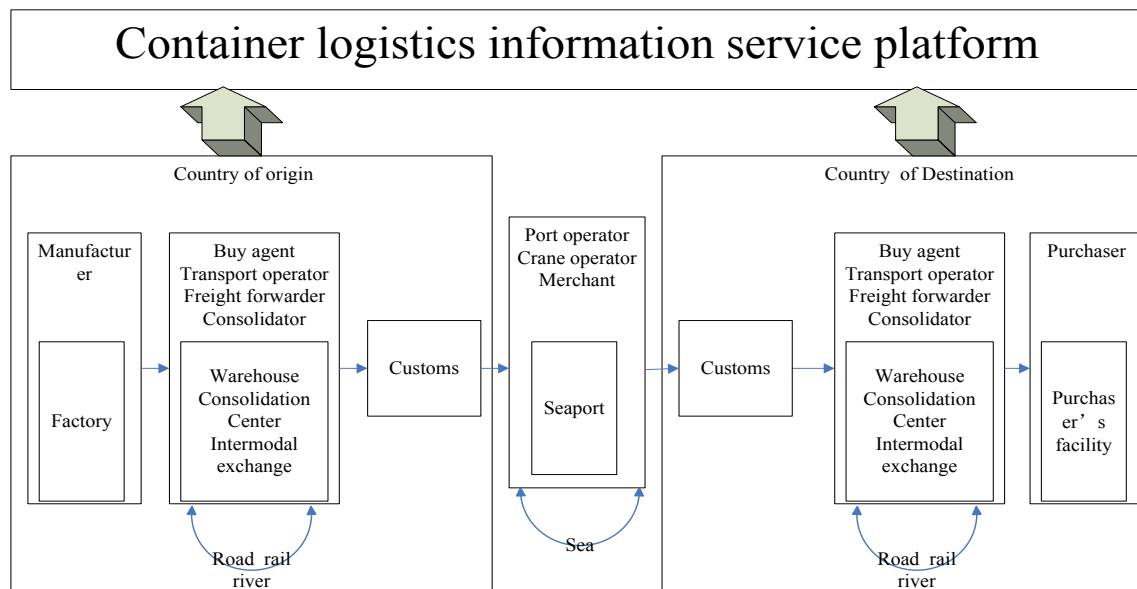 Container logistics information service platform
Country of origin
Manufactur
er
Factory
Buy agent
Transport operator
Freight forwarder
Consolidator
Warehouse
Consolidation
Center
Intermodal
exchange
Road rail
river
Customs
Port operator
Crane operator
Merchant
Seaport
Sea
Country of Destination
Customs
Buy agent
Transport operator
Freight forwarder
Consolidator
Warehouse
Consolidation
Center
Intermodal
exchange
Road rail
river
Purchaser
Purchas
er’s
facility